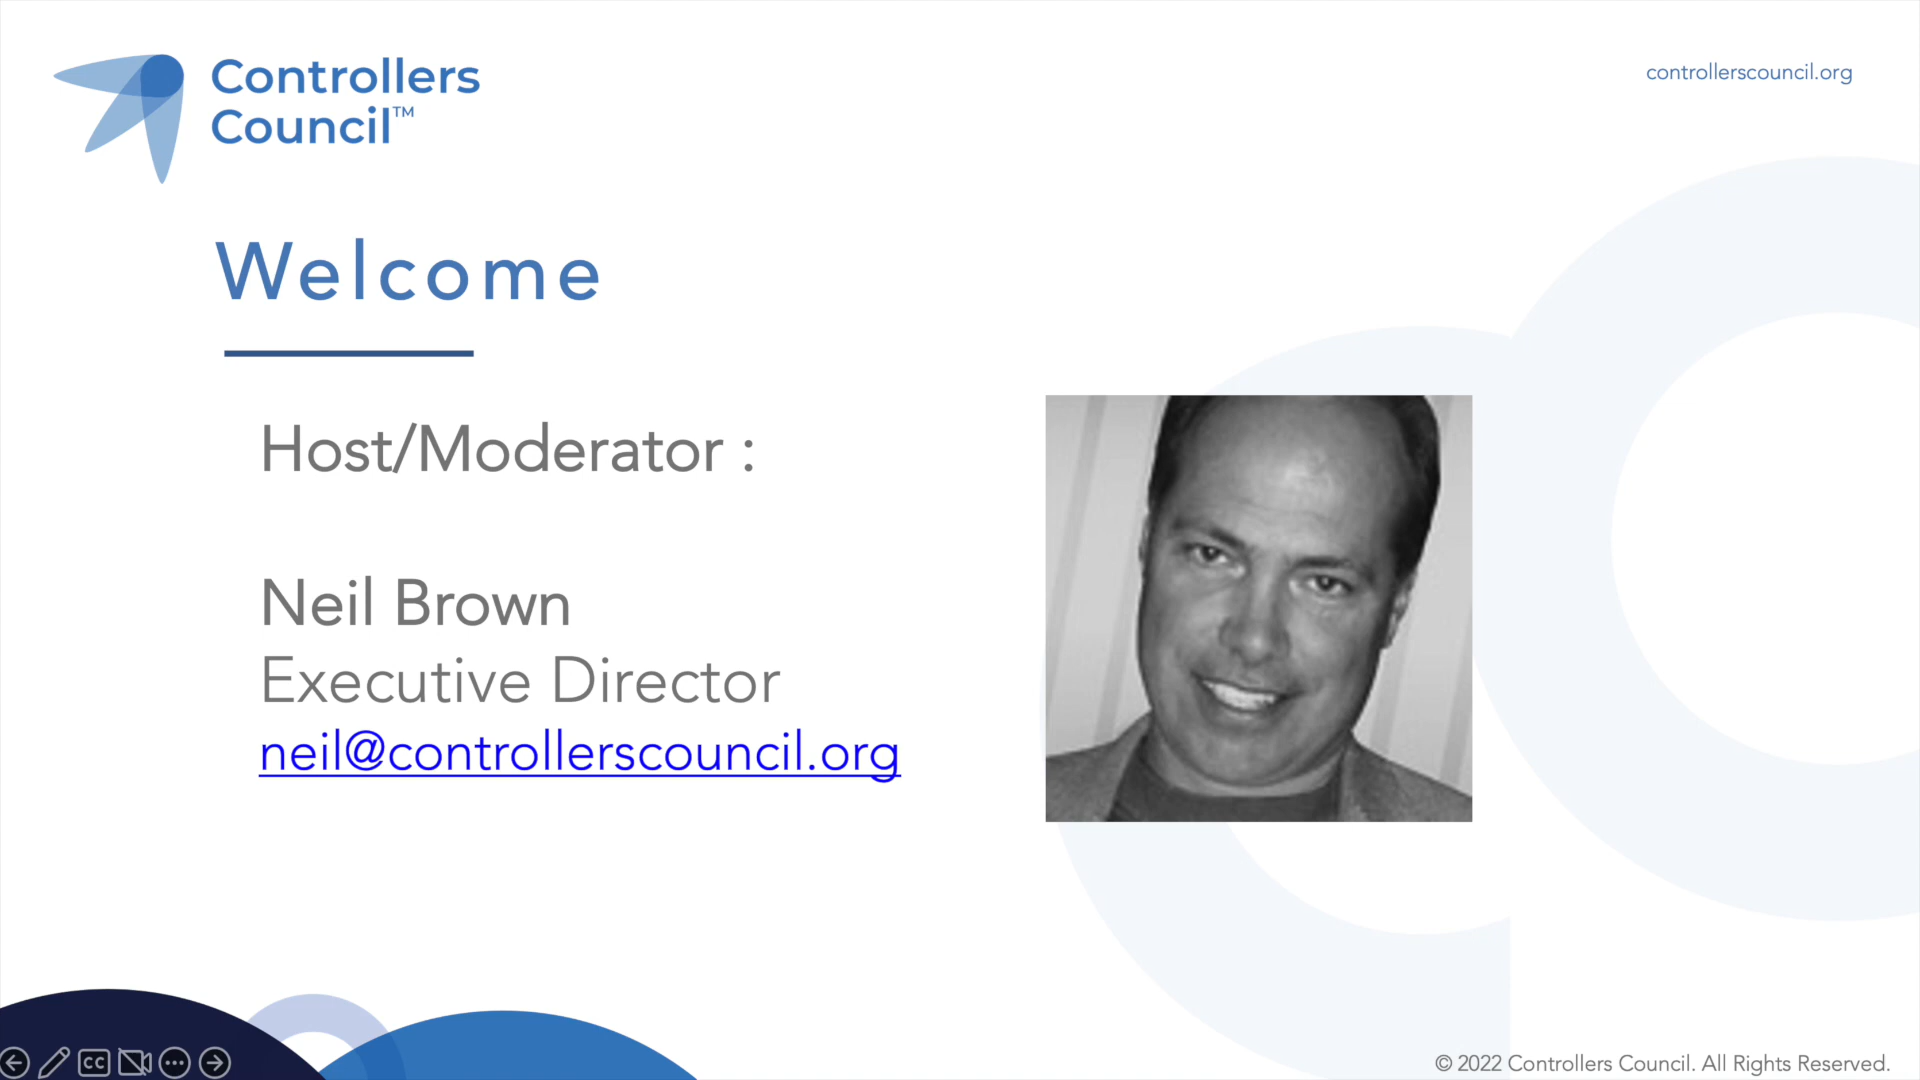 Controllers
Council™
controllerscouncil.org
Welcome
Host/Moderator :
Neil Brown
Executive Director
neil@controllerscouncil.org
CC
© 2022 Controllers Council. All Rights Reserved.